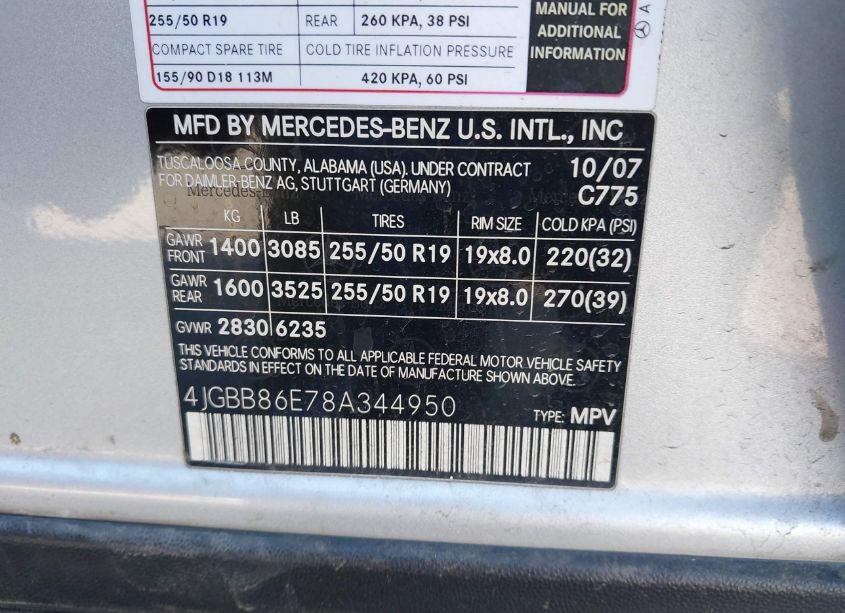 255/50 R19 REAR 260 KPA, 38 PSI
COMPACT SPARE TIRE COLD TIRE INFLATION PRESSURE
155/90 D18 113M 420 KPA, 60 PSI
MANUAL FOR
ADDITIONAL
INFORMATION
A
MFD BY MERCEDES-BENZ U.S. INTL., INC
TUSCALOOSA COUNTY, ALABAMA (USA). UNDER CONTRACT 10/07
FOR DAIMLER-BENZ AG, STUTTGART (GERMANY) C775
Mercedes-Benz
KG LB TIRES RIM SIZE COLD KPA (PSI)
GAWR FRONT 1400 3085 255/50 R19 19x8.0 220(32)
GAWR REAR 1600 3525 255/50 R19 19x8.0 270(39)
GVWR 2830 6235
THIS VEHICLE CONFORMS TO ALL APPLICABLE FEDERAL MOTOR VEHICLE SAFETY
STANDARDS IN EFFECT ON THE DATE OF MANUFACTURE SHOWN ABOVE.
4JGBB86E78A344950 TYPE: MPV